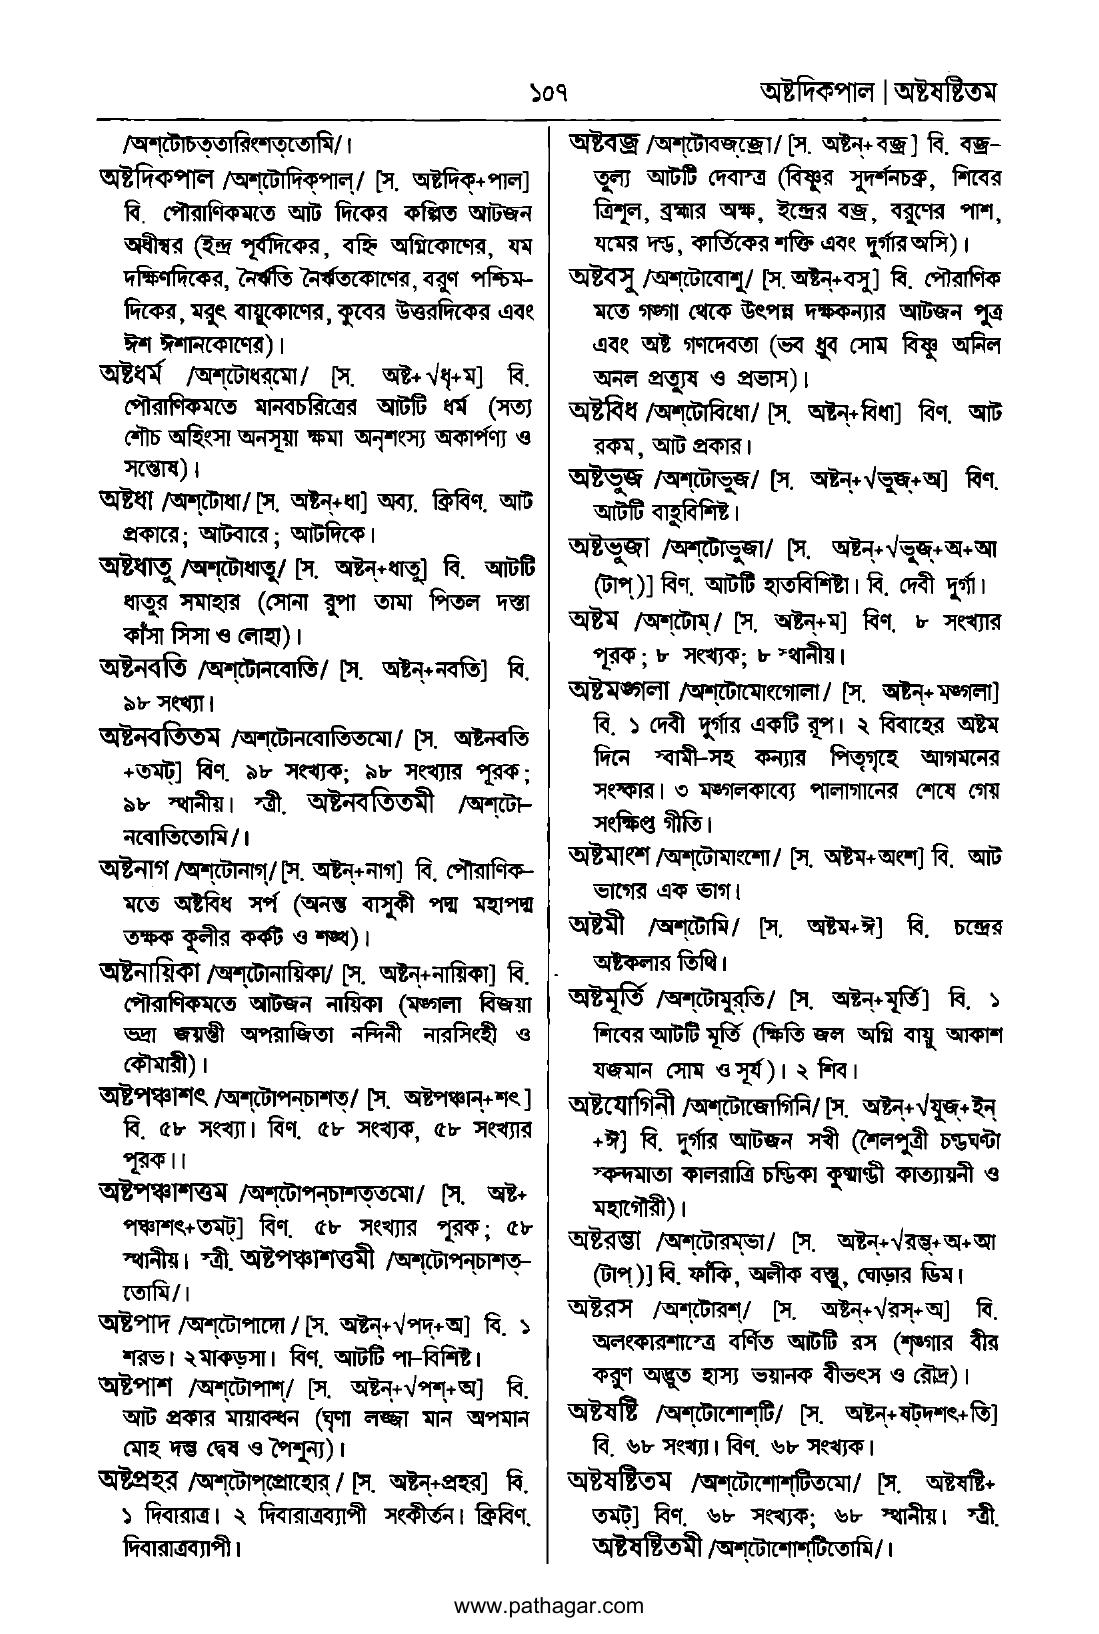 ১০৭
অষ্টদিকপাল | অষ্টষষ্টিতম
/অশ্‌টোচত্‌তারিংশত্‌তোমি/।
অষ্টদিকপাল /অশ্‌টোদিক্‌পাল্‌/ [স. অষ্টদিক্‌+পাল]
বি. পৌরাণিকমতে আট দিকের কল্পিত আটজন
অধীশ্বর (ইন্দ্র পূর্বদিকের, বহ্নি অগ্নিকোণের, যম
দক্ষিণদিকের, নৈর্ঋতি নৈর্ঋতকোণের, বরুণ পশ্চিম-
দিকের, মরুৎ বায়ুকোণের, কুবের উত্তরদিকের এবং
ঈশ ঈশানকোণের)।
অষ্টধর্ম /অশ্‌টোধর্‌মো/ [স. অষ্ট+√ধৃ+ম] বি.
পৌরাণিকমতে মানবচরিত্রের আটটি ধর্ম (সত্য
শৌচ অহিংসা অনসূয়া ক্ষমা অনৃশংস্য অকার্পণ্য ও
সন্তোষ)।
অষ্টধা /অশ্‌টোধা/ [স. অষ্টন্‌+ধা] অব্য. ক্রিবিণ. আট
প্রকারে; আটবারে; আটদিকে।
অষ্টধাতু /অশ্‌টোধাতু/ [স. অষ্টন্‌+ধাতু] বি. আটটি
ধাতুর সমাহার (সোনা রুপা তামা পিতল দস্তা
কাঁসা সিসা ও লোহা)।
অষ্টনবতি /অশ্‌টোনবোতি/ [স. অষ্টন্‌+নবতি] বি.
৯৮ সংখ্যা।
অষ্টনবতিতম /অশ্‌টোনবোতিতমো/ [স. অষ্টনবতি
+তমট্‌] বিণ. ৯৮ সংখ্যক; ৯৮ সংখ্যার পূরক;
৯৮ স্থানীয়। স্ত্রী. অষ্টনবতিতমী /অশ্‌টো-
নবোতিতোমি/।
অষ্টনাগ /অশ্‌টোনাগ্‌/ [স. অষ্টন্‌+নাগ] বি. পৌরাণিক-
মতে অষ্টবিধ সর্প (অনন্ত বাসুকী পদ্ম মহাপদ্ম
তক্ষক কুলীর কর্কট ও শঙ্খ)।
অষ্টনায়িকা /অশ্‌টোনায়িকা/ [স. অষ্টন্‌+নায়িকা] বি.
পৌরাণিকমতে আটজন নায়িকা (মঙ্গলা বিজয়া
ভদ্রা জয়ন্তী অপরাজিতা নন্দিনী নারসিংহী ও
কৌমারী)।
অষ্টপঞ্চাশৎ /অশ্‌টোপন্‌চাশত্‌/ [স. অষ্টপঞ্চান্‌+শৎ]
বি. ৫৮ সংখ্যা। বিণ. ৫৮ সংখ্যক, ৫৮ সংখ্যার
পূরক।।
অষ্টপঞ্চাশত্তম /অশ্‌টোপন্‌চাশত্‌তমো/ [স. অষ্ট+
পঞ্চাশৎ+তমট্‌] বিণ. ৫৮ সংখ্যার পূরক; ৫৮
স্থানীয়। স্ত্রী. অষ্টপঞ্চাশত্তমী /অশ্‌টোপন্‌চাশত্‌-
তোমি/।
অষ্টপাদ /অশ্‌টোপাদো/ [স. অষ্টন্‌+√পদ্‌+অ] বি. ১
শরভ। ২ মাকড়সা। বিণ. আটটি পা-বিশিষ্ট।
অষ্টপাশ /অশ্‌টোপাশ্‌/ [স. অষ্টন্‌+√পশ্‌+অ] বি.
আট প্রকার মায়াবন্ধন (ঘৃণা লজ্জা মান অপমান
মোহ দম্ভ দ্বেষ ও পৈশুন্য)।
অষ্টপ্রহর /অশ্‌টোপ্‌প্রোহোর্‌/ [স. অষ্টন্‌+প্রহর] বি.
১ দিবারাত্র। ২ দিবারাত্রব্যাপী সংকীর্তন। ক্রিবিণ.
দিবারাত্রব্যাপী।
অষ্টবজ্র /অশ্‌টোবজ্‌জ্রো/ [স. অষ্টন্‌+বজ্র] বি. বজ্র-
তুল্য আটটি দেবাস্ত্র (বিষ্ণুর সুদর্শনচক্র, শিবের
ত্রিশূল, ব্রহ্মার অক্ষ, ইন্দ্রের বজ্র, বরুণের পাশ,
যমের দণ্ড, কার্তিকের শক্তি এবং দুর্গার অসি)।
অষ্টবসু /অশ্‌টোবোশু/ [স. অষ্টন্‌+বসু] বি. পৌরাণিক
মতে গঙ্গা থেকে উৎপন্ন দক্ষকন্যার আটজন পুত্র
এবং অষ্ট গণদেবতা (ভব ধ্রুব সোম বিষ্ণু অনিল
অনল প্রত্যুষ ও প্রভাস)।
অষ্টবিধ /অশ্‌টোবিধো/ [স. অষ্টন্‌+বিধা] বিণ. আট
রকম, আট প্রকার।
অষ্টভুজ /অশ্‌টোভুজ/ [স. অষ্টন্‌+√ভুজ্‌+অ] বিণ.
আটটি বাহুবিশিষ্ট।
অষ্টভুজা /অশ্‌টোভুজা/ [স. অষ্টন্‌+√ভুজ্‌+অ+আ
(টাপ্‌)] বিণ. আটটি হাতবিশিষ্টা। বি. দেবী দুর্গা।
অষ্টম /অশ্‌টোম্‌/ [স. অষ্টন্‌+ম] বিণ. ৮ সংখ্যার
পূরক; ৮ সংখ্যক; ৮ স্থানীয়।
অষ্টমঙ্গলা /অশ্‌টোমোংগোলা/ [স. অষ্টন্‌+মঙ্গলা]
বি. ১ দেবী দুর্গার একটি রূপ। ২ বিবাহের অষ্টম
দিনে স্বামী-সহ কন্যার পিতৃগৃহে আগমনের
সংস্কার। ৩ মঙ্গলকাব্যে পালাগানের শেষে গেয়
সংক্ষিপ্ত গীতি।
অষ্টমাংশ /অশ্‌টোমাংশো/ [স. অষ্টম+অংশ] বি. আট
ভাগের এক ভাগ।
অষ্টমী /অশ্‌টোমি/ [স. অষ্টম+ঈ] বি. চন্দ্রের
অষ্টকলার তিথি।
অষ্টমূর্তি /অশ্‌টোমুর্‌তি/ [স. অষ্টন্‌+মূর্তি] বি. ১
শিবের আটটি মূর্তি (ক্ষিতি জল অগ্নি বায়ু আকাশ
যজমান সোম ও সূর্য)। ২ শিব।
অষ্টযোগিনী /অশ্‌টোজোগিনি/ [স. অষ্টন্‌+√যুজ্‌+ইন্‌
+ঈ] বি. দুর্গার আটজন সখী (শৈলপুত্রী চন্ডঘণ্টা
স্কন্দমাতা কালরাত্রি চন্ডিকা কুষ্মাণ্ডী কাত্যায়নী ও
মহাগৌরী)।
অষ্টরম্ভা /অশ্‌টোরম্‌ভা/ [স. অষ্টন্‌+√রম্ভ্‌+অ+আ
(টাপ্‌)] বি. ফাঁকি, অলীক বস্তু, ঘোড়ার ডিম।
অষ্টরস /অশ্‌টোরশ্‌/ [স. অষ্টন্‌+√রস্‌+অ] বি.
অলংকারশাস্ত্রে বর্ণিত আটটি রস (শৃঙ্গার বীর
করুণ অদ্ভুত হাস্য ভয়ানক বীভৎস ও রৌদ্র)।
অষ্টষষ্টি /অশ্‌টোশোশ্‌টি/ [স. অষ্টন্‌+ষট্‌দশৎ+তি]
বি. ৬৮ সংখ্যা। বিণ. ৬৮ সংখ্যক।
অষ্টষষ্টিতম /অশ্‌টোশোশ্‌টিতমো/ [স. অষ্টষষ্টি+
তমট্‌] বিণ. ৬৮ সংখ্যক; ৬৮ স্থানীয়। স্ত্রী.
অষ্টষষ্টিতমী /অশ্‌টোশোশ্‌টিতোমি/।
www.pathagar.com